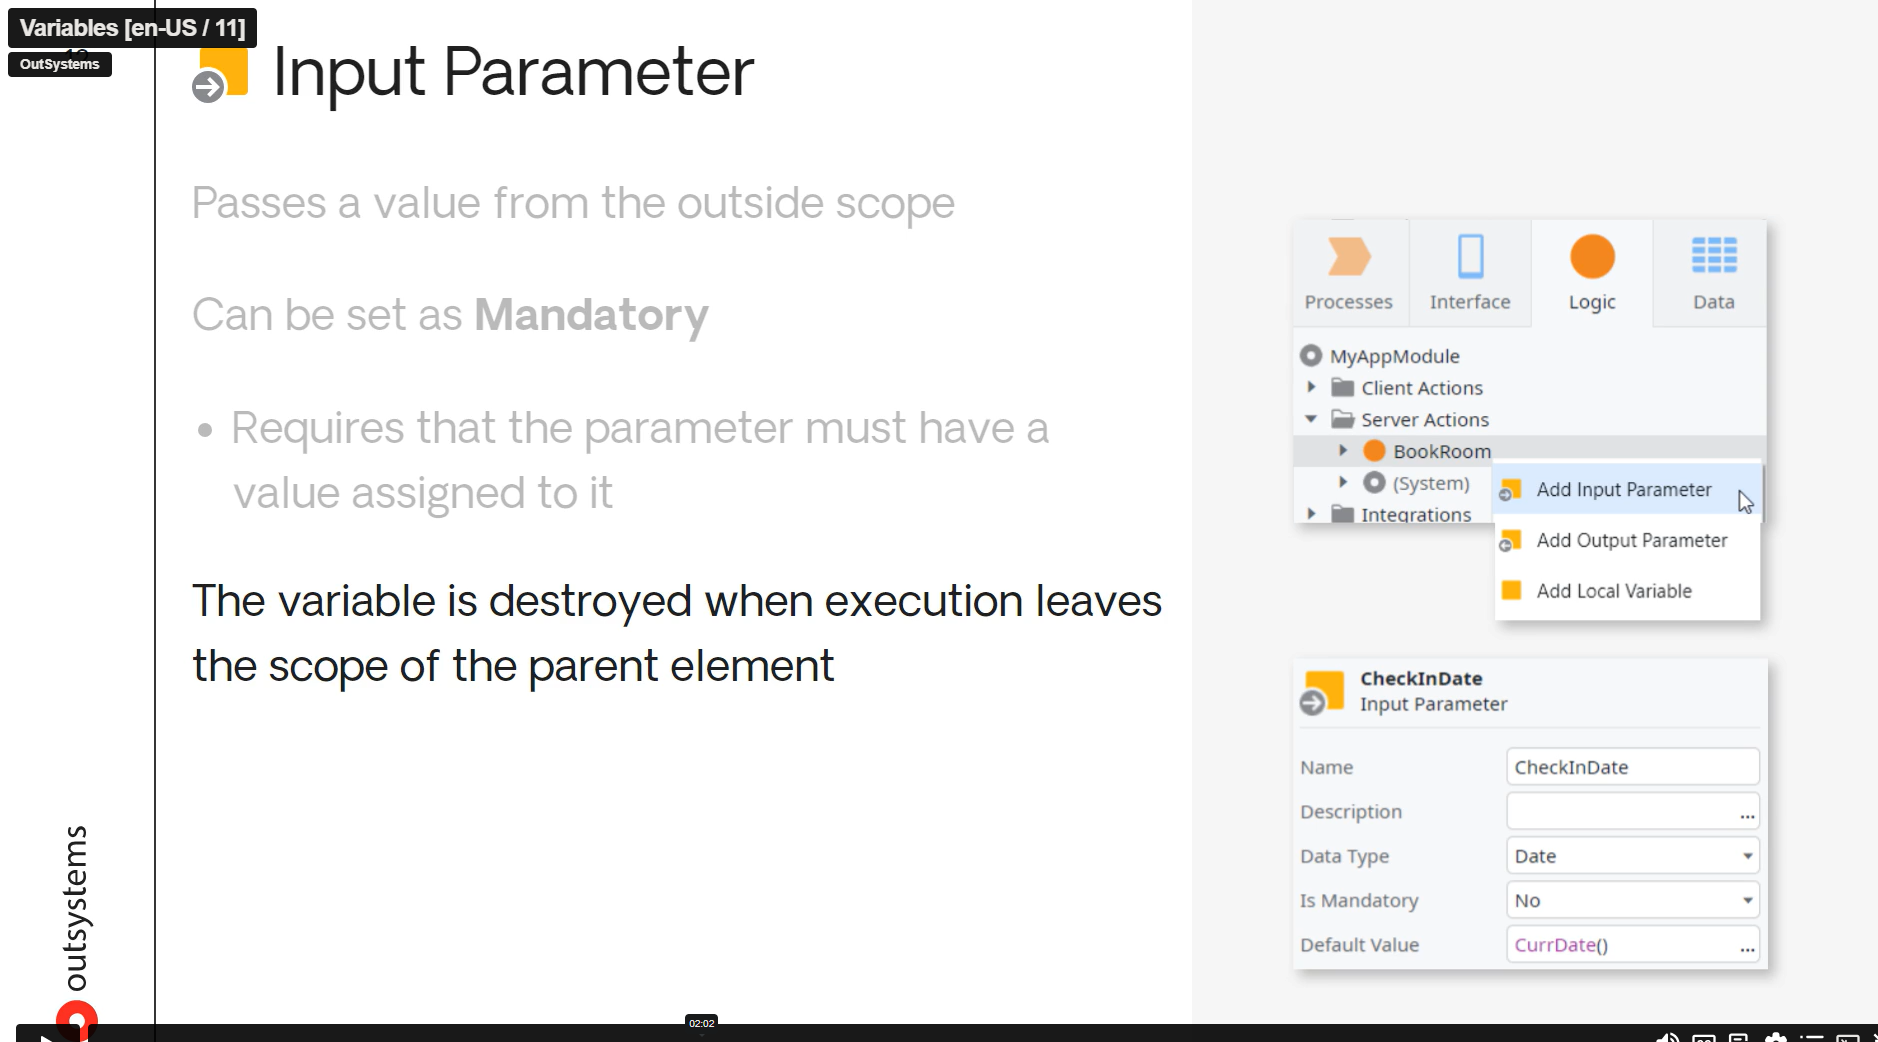 Variables [en-US / 11]
OutSystems
Input Parameter
Passes a value from the outside scope
Can be set as Mandatory
• Requires that the parameter must have a
value assigned to it
The variable is destroyed when execution leaves
the scope of the parent element
outsystems
Processes
Interface
Logic
Data
MyAppModule
Client Actions
Server Actions
BookRoom
(System)
Integrations
Add Input Parameter
Add Output Parameter
Add Local Variable
CheckInDate
Input Parameter
Name CheckInDate
Description ...
Data Type Date
Is Mandatory No
Default Value CurrDate() ...
02:02